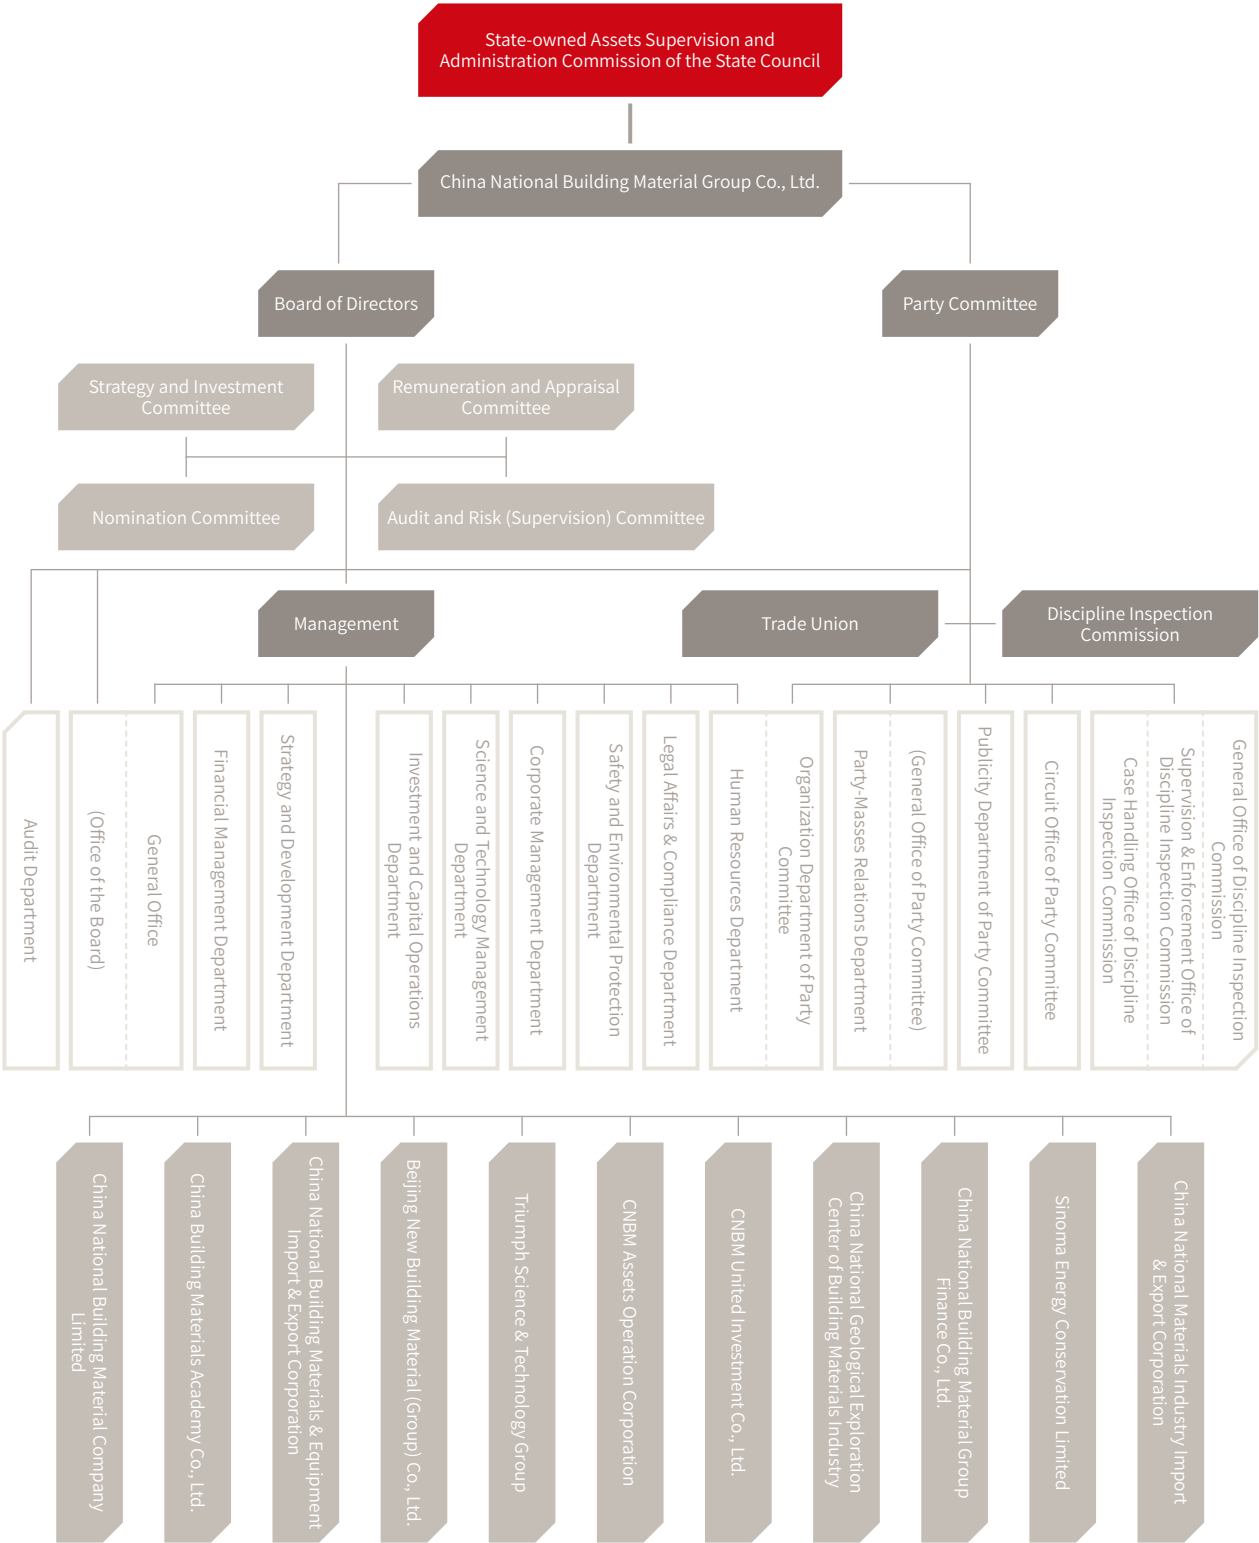 State-owned Assets Supervision and
Administration Commission of the State Council
China National Building Material Group Co., Ltd.
Board of Directors
Party Committee
Strategy and Investment
Committee
Remuneration and Appraisal
Committee
Nomination Committee
Audit and Risk (Supervision) Committee
Management
Trade Union
Discipline Inspection
Commission
Audit Department
(Office of the Board)
General Office
Financial Management Department
Strategy and Development Department
Investment and Capital Operations
Department
Science and Technology Management
Department
Corporate Management Department
Safety and Environmental Protection
Department
Legal Affairs & Compliance Department
Human Resources Department
Organization Department of Party
Committee
Party-Masses Relations Department
(General Office of Party Committee)
Publicity Department of Party Committee
Circuit Office of Party Committee
Case Handling Office of Discipline
Inspection Commission
Supervision & Enforcement Office of
Discipline Inspection Commission
General Office of Discipline Inspection
Commission
China National Building Material Company
Limited
China Building Materials Academy Co., Ltd.
China National Building Materials & Equipment
Import & Export Corporation
Beijing New Building Material (Group) Co., Ltd.
Triumph Science & Technology Group
CNBM Assets Operation Corporation
CNBM United Investment Co., Ltd.
China National Geological Exploration
Center of Building Materials Industry
China National Building Material Group
Finance Co., Ltd.
Sinoma Energy Conservation Limited
China National Materials Industry Import
& Export Corporation